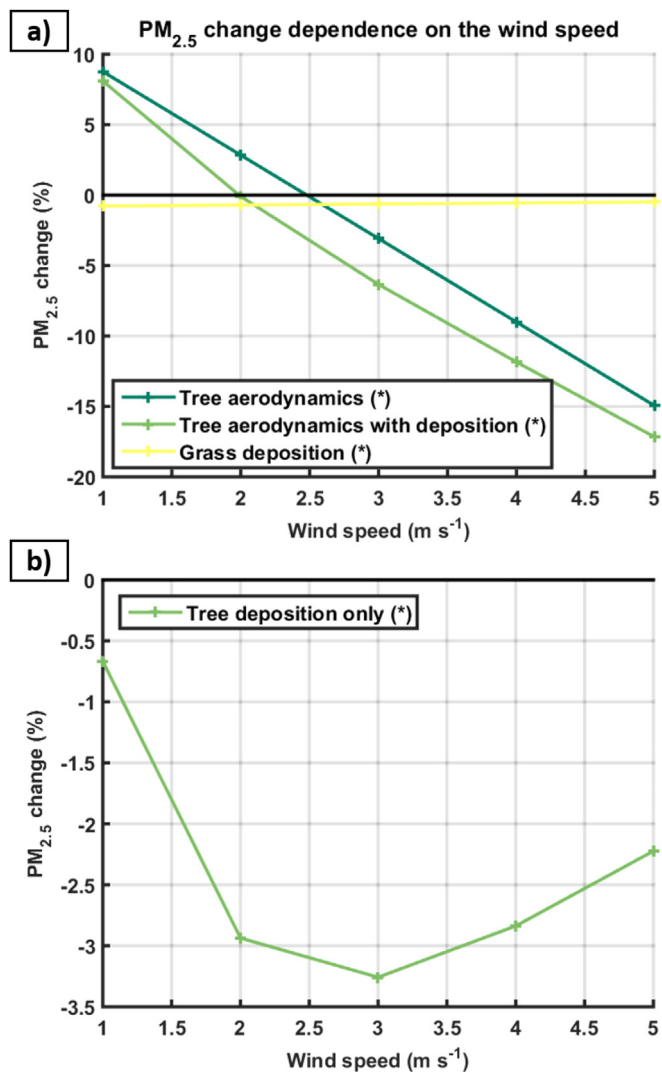 a)
PM2.5 change dependence on the wind speed
10
5
0
-5
-10
-15
-20
PM2.5 change (%)
Tree aerodynamics (*)
Tree aerodynamics with deposition (*)
Grass deposition (*)
1 1.5 2 2.5 3 3.5 4 4.5 5
Wind speed (m s-1)
b)
0
-0.5
-1
-1.5
-2
-2.5
-3
-3.5
PM2.5 change (%)
Tree deposition only (*)
1 1.5 2 2.5 3 3.5 4 4.5 5
Wind speed (m s-1)